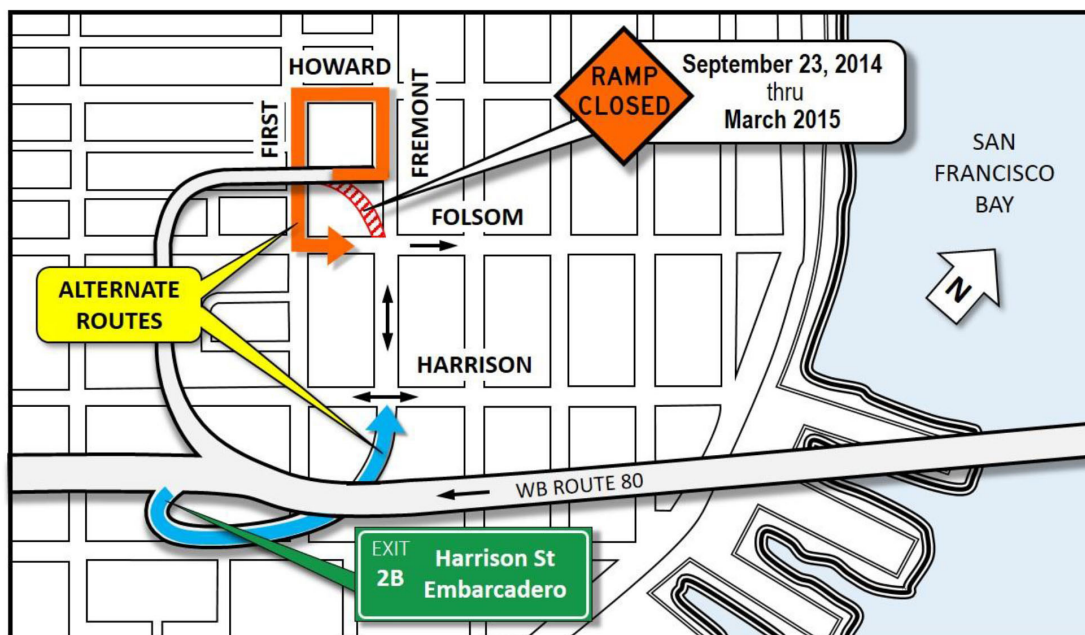 HOWARD
FIRST
FREMONT
RAMP
CLOSED
September 23, 2014
thru
March 2015
SAN
FRANCISCO
BAY
FOLSOM
N
ALTERNATE
ROUTES
HARRISON
WB ROUTE 80
EXIT
2B
Harrison St
Embarcadero